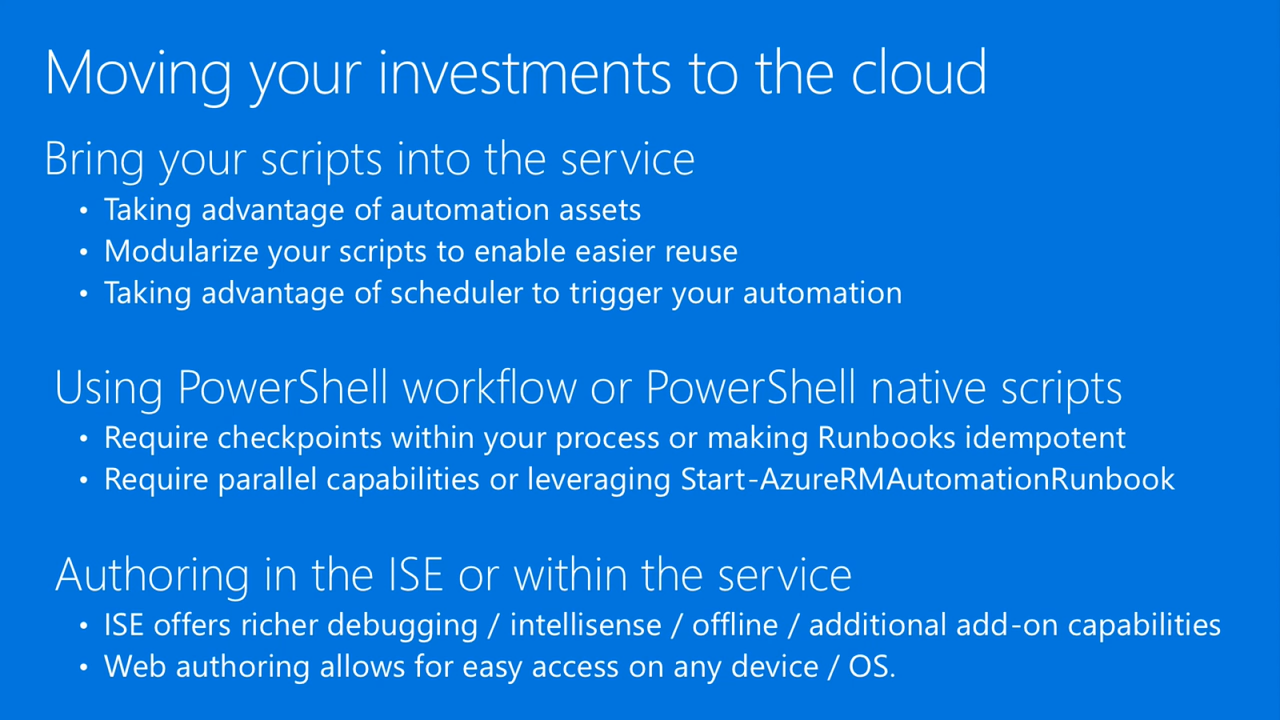 Moving your investments to the cloud
Bring your scripts into the service
• Taking advantage of automation assets
• Modularize your scripts to enable easier reuse
• Taking advantage of scheduler to trigger your automation
Using PowerShell workflow or PowerShell native scripts
• Require checkpoints within your process or making Runbooks idempotent
• Require parallel capabilities or leveraging Start-AzureRMAutomationRunbook
Authoring in the ISE or within the service
• ISE offers richer debugging / intellisense / offline / additional add-on capabilities
• Web authoring allows for easy access on any device / OS.